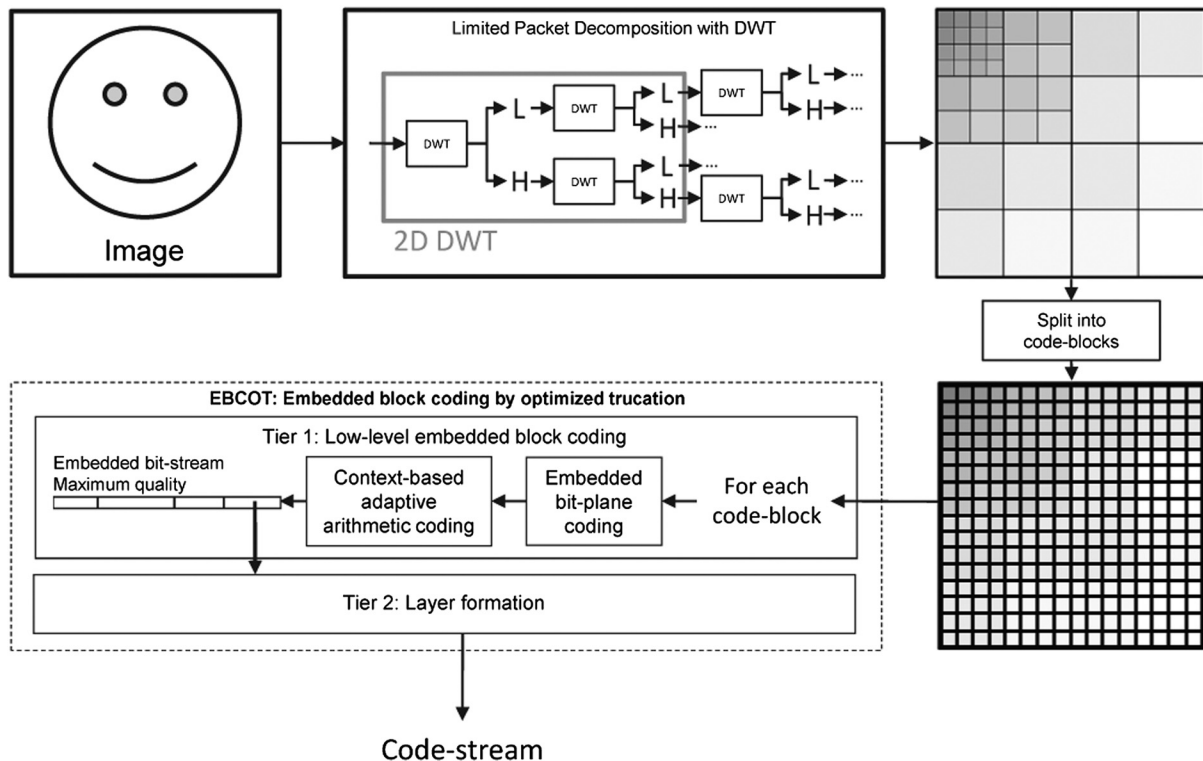 Image
Limited Packet Decomposition with DWT
DWT
L
H
DWT
DWT
L
H
...
L
...
H
DWT
DWT
L
...
H
...
L
...
H
...
2D DWT
Split into
code-blocks
EBCOT: Embedded block coding by optimized trucation
Tier 1: Low-level embedded block coding
Embedded bit-stream
Maximum quality
Context-based
adaptive
arithmetic coding
Embedded
bit-plane
coding
For each
code-block
Tier 2: Layer formation
Code-stream